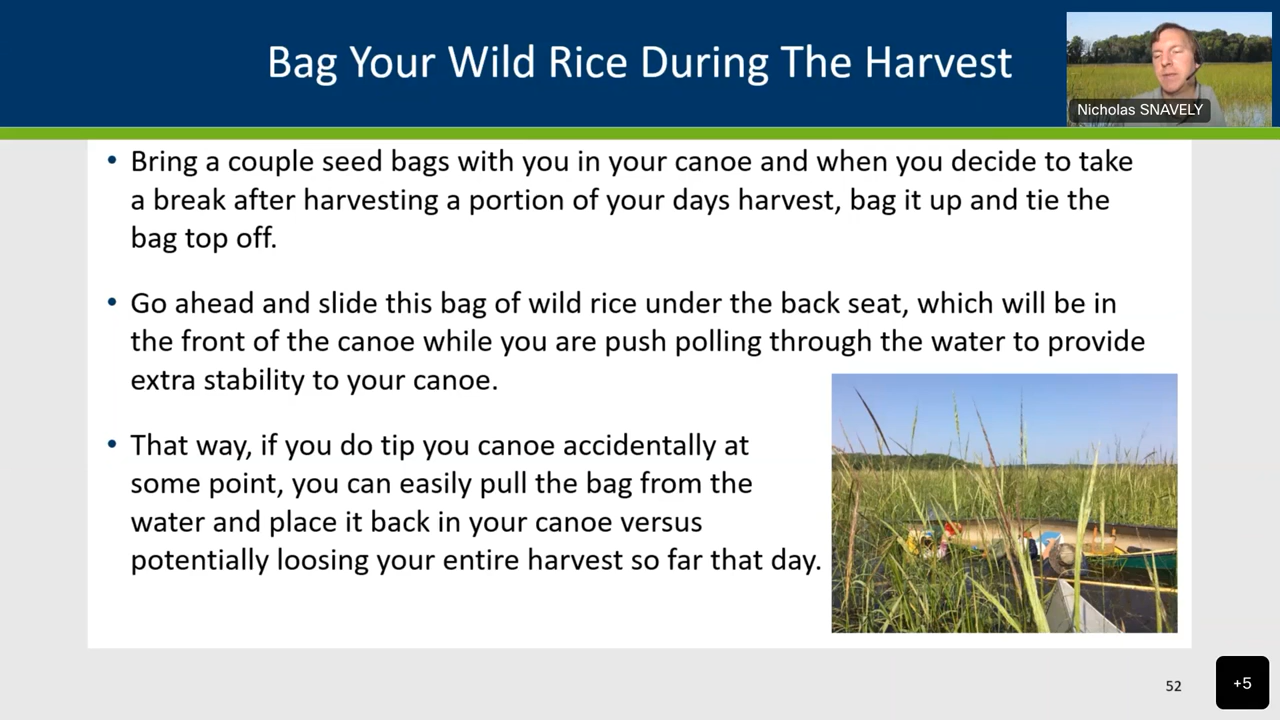 Bag Your Wild Rice During The Harvest
Nicholas SNAVELY
• Bring a couple seed bags with you in your canoe and when you decide to take
a break after harvesting a portion of your days harvest, bag it up and tie the
bag top off.
• Go ahead and slide this bag of wild rice under the back seat, which will be in
the front of the canoe while you are push polling through the water to provide
extra stability to your canoe.
• That way, if you do tip you canoe accidentally at
some point, you can easily pull the bag from the
water and place it back in your canoe versus
potentially loosing your entire harvest so far that day.
52
+5